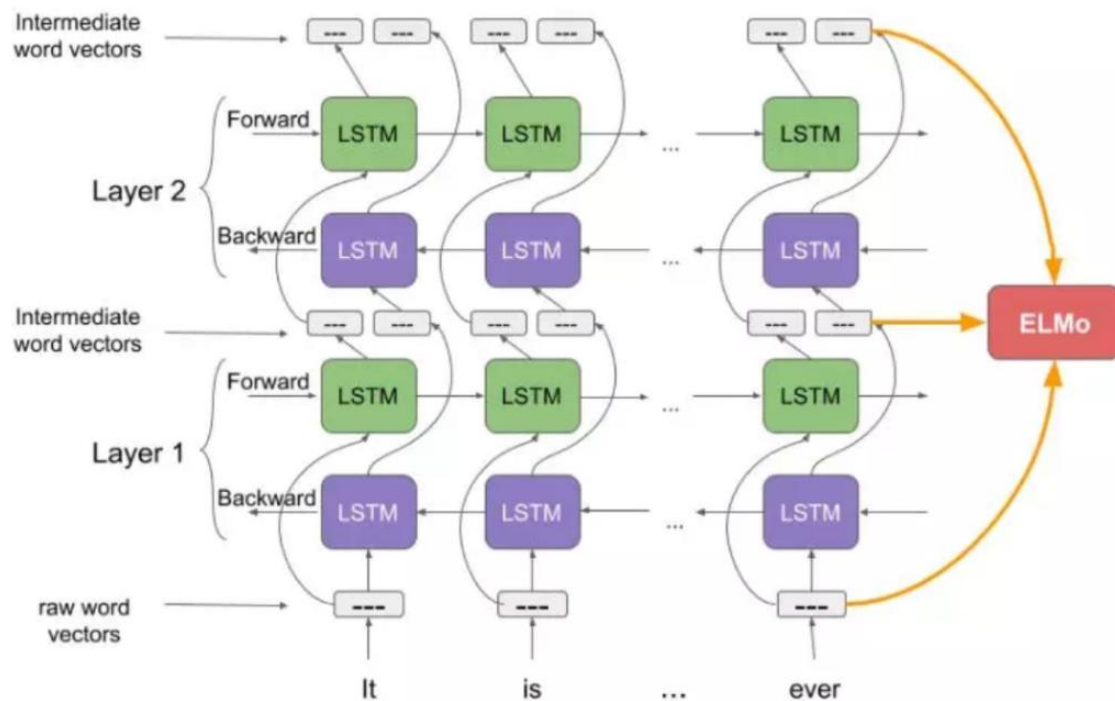 Intermediate
word vectors
--- --- --- --- --- ---
Forward
LSTM LSTM ... LSTM
Layer 2
Backward
LSTM LSTM ... LSTM
Intermediate
word vectors
--- --- --- --- --- ---
ELMo
Forward
LSTM LSTM ... LSTM
Layer 1
Backward
LSTM LSTM ... LSTM
raw word
vectors
--- --- ---
It is ... ever